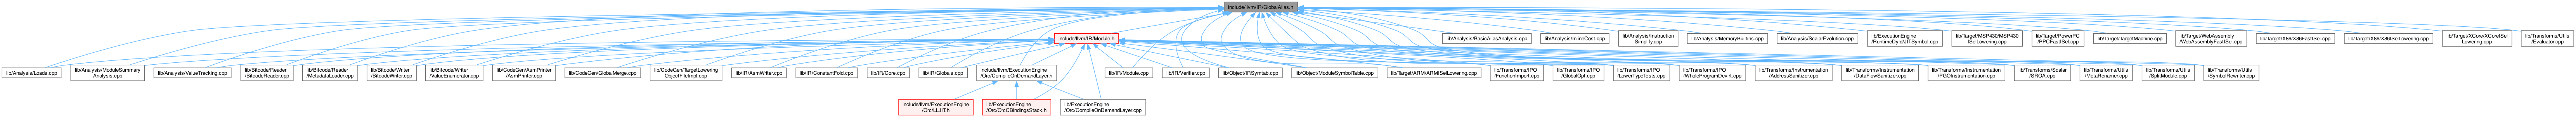 include/llvm/IR/GlobalAlias.h
include/llvm/IR/Module.h
lib/Analysis/BasicAliasAnalysis.cpp
lib/Analysis/InlineCost.cpp
lib/Analysis/Instruction
Simplify.cpp
lib/Analysis/MemoryBuiltins.cpp
lib/Analysis/ScalarEvolution.cpp
lib/ExecutionEngine
/RuntimeDyld/JITSymbol.cpp
lib/Target/MSP430/MSP430
ISelLowering.cpp
lib/Target/PowerPC
/PPCFastISel.cpp
lib/Target/TargetMachine.cpp
lib/Target/WebAssembly
/WebAssemblyFastISel.cpp
lib/Target/X86/X86FastISel.cpp
lib/Target/X86/X86ISelLowering.cpp
lib/Target/XCore/XCoreISel
Lowering.cpp
lib/Transforms/Utils
/Evaluator.cpp
lib/Analysis/Loads.cpp
lib/Analysis/ModuleSummary
Analysis.cpp
lib/Analysis/ValueTracking.cpp
lib/Bitcode/Reader
/BitcodeReader.cpp
lib/Bitcode/Reader
/MetadataLoader.cpp
lib/Bitcode/Writer
/BitcodeWriter.cpp
lib/Bitcode/Writer
/ValueEnumerator.cpp
lib/CodeGen/AsmPrinter
/AsmPrinter.cpp
lib/CodeGen/GlobalMerge.cpp
lib/CodeGen/TargetLowering
ObjectFileImpl.cpp
lib/IR/AsmWriter.cpp
lib/IR/ConstantFold.cpp
lib/IR/Core.cpp
lib/IR/Globals.cpp
include/llvm/ExecutionEngine
/Orc/CompileOnDemandLayer.h
lib/IR/Module.cpp
lib/IR/Verifier.cpp
lib/Object/IRSymtab.cpp
lib/Object/ModuleSymbolTable.cpp
lib/Target/ARM/ARMISelLowering.cpp
lib/Transforms/IPO
/FunctionImport.cpp
lib/Transforms/IPO
/GlobalOpt.cpp
lib/Transforms/IPO
/LowerTypeTests.cpp
lib/Transforms/IPO
/WholeProgramDevirt.cpp
lib/Transforms/Instrumentation
/AddressSanitizer.cpp
lib/Transforms/Instrumentation
/DataFlowSanitizer.cpp
lib/Transforms/Instrumentation
/PGOInstrumentation.cpp
lib/Transforms/Scalar
/SROA.cpp
lib/Transforms/Utils
/MetaRenamer.cpp
lib/Transforms/Utils
/SplitModule.cpp
lib/Transforms/Utils
/SymbolRewriter.cpp
include/llvm/ExecutionEngine
/Orc/LLJIT.h
lib/ExecutionEngine
/Orc/OrcCBindingsStack.h
lib/ExecutionEngine
/Orc/CompileOnDemandLayer.cpp